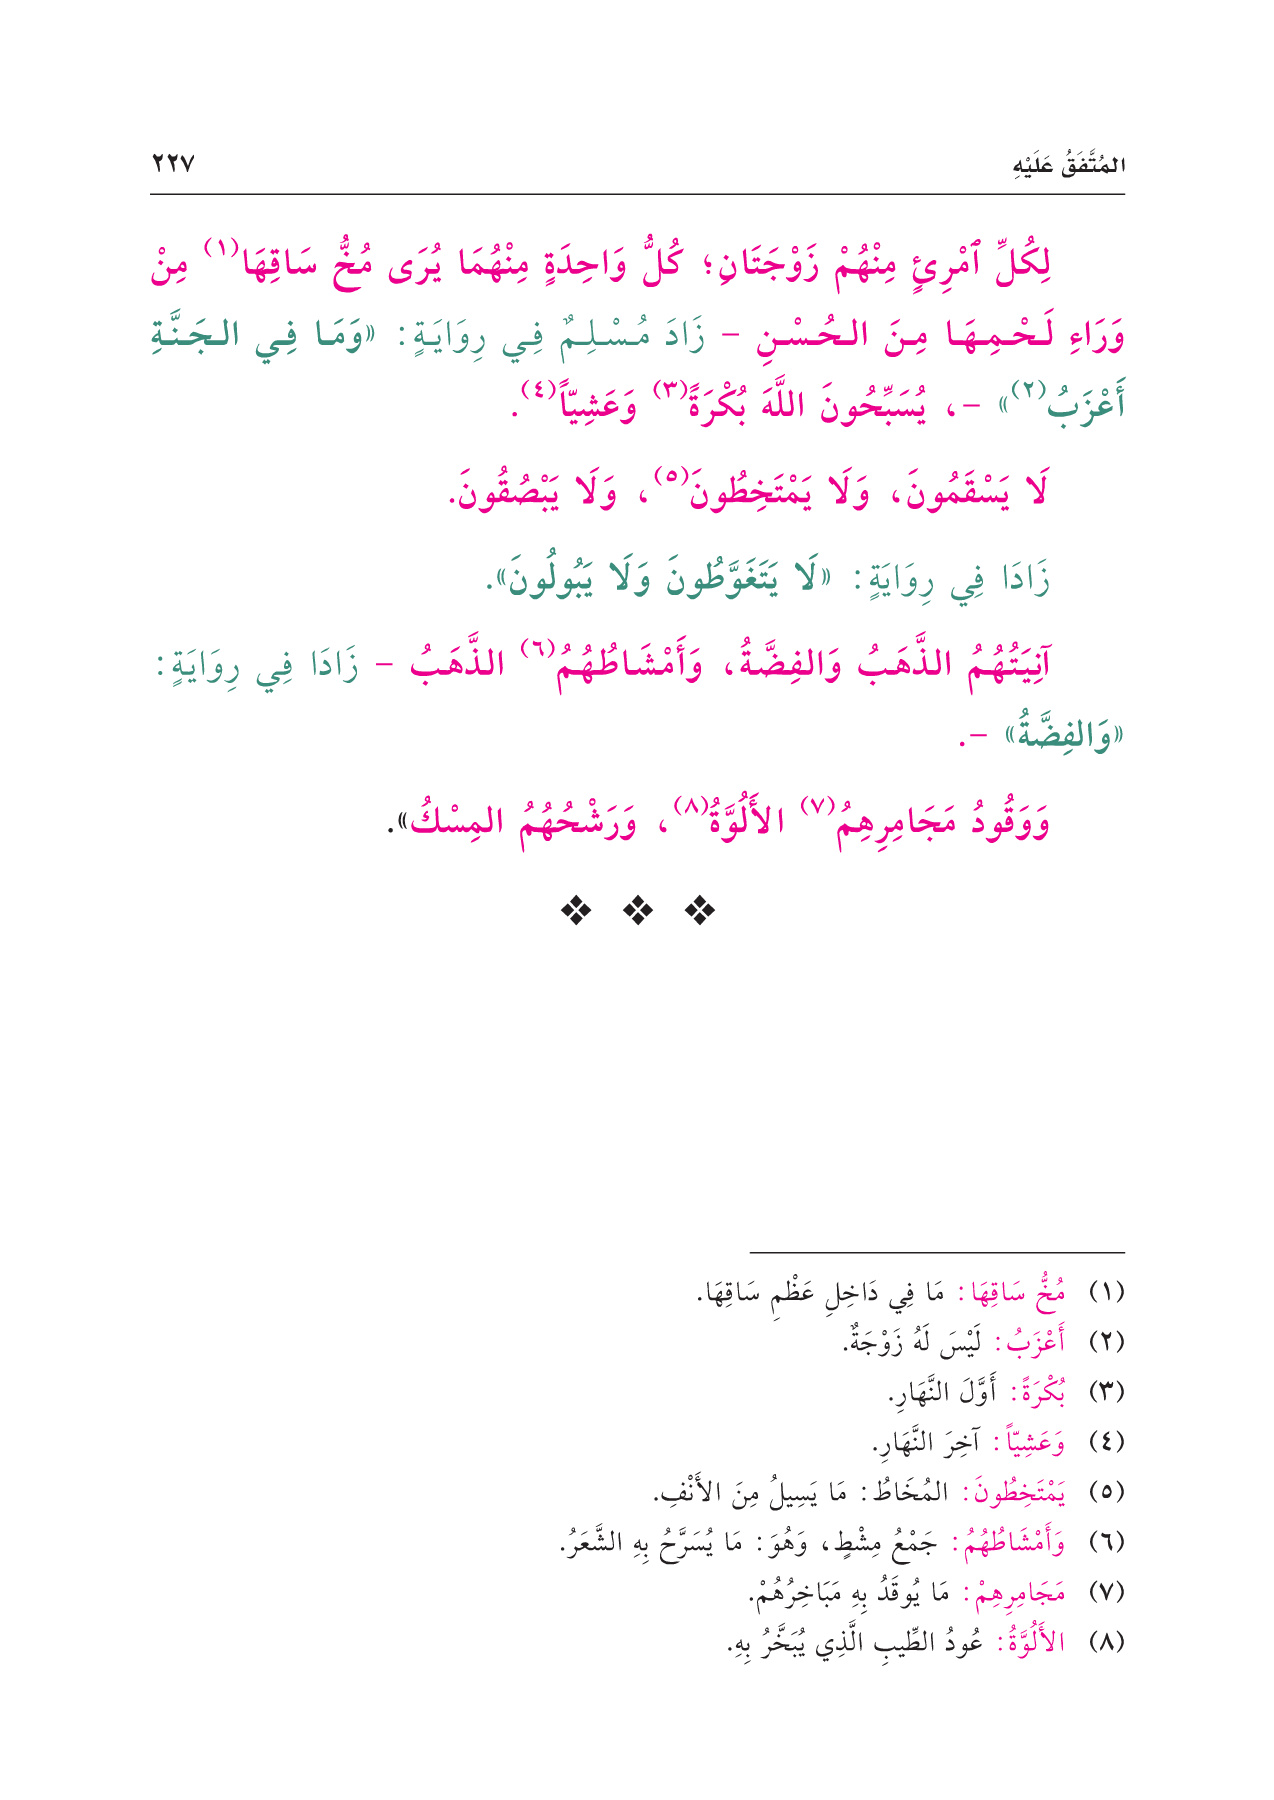 المُتَّفَقُ عَلَيْهِ ٢٢٧
لِكُلِّ ٱمْرِئٍ مِنْهُمْ زَوْجَتَانِ؛ كُلُّ وَاحِدَةٍ مِنْهُمَا يُرَى مُخُّ سَاقِهَا(١) مِنْ
وَرَاءِ لَحْمِهَا مِنَ الحُسْنِ - زَادَ مُسْلِمٌ فِي رِوَايَةٍ: «وَمَا فِي الجَنَّةِ
أَعْزَبُ(٢)» -، يُسَبِّحُونَ اللَّهَ بُكْرَةً(٣) وَعَشِيّاً(٤).
لَا يَسْقَمُونَ، وَلَا يَمْتَخِطُونَ(٥)، وَلَا يَبْصُقُونَ.
زَادَا فِي رِوَايَةٍ: «لَا يَتَغَوَّطُونَ وَلَا يَبُولُونَ».
آنِيَتُهُمُ الذَّهَبُ وَالفِضَّةُ، وَأَمْشَاطُهُمُ(٦) الذَّهَبُ - زَادَا فِي رِوَايَةٍ:
«وَالفِضَّةُ» -.
وَوَقُودُ مَجَامِرِهِمُ(٧) الأَلُوَّةُ(٨)، وَرَشْحُهُمُ المِسْكُ».
(١) مُخُّ سَاقِهَا: مَا فِي دَاخِلِ عَظْمِ سَاقِهَا.
(٢) أَعْزَبُ: لَيْسَ لَهُ زَوْجَةٌ.
(٣) بُكْرَةً: أَوَّلَ النَّهَارِ.
(٤) وَعَشِيّاً: آخِرَ النَّهَارِ.
(٥) يَمْتَخِطُونَ: المُخَاطُ: مَا يَسِيلُ مِنَ الأَنْفِ.
(٦) وَأَمْشَاطُهُمُ: جَمْعُ مِشْطٍ، وَهُوَ: مَا يُسَرَّحُ بِهِ الشَّعَرُ.
(٧) مَجَامِرِهِمْ: مَا يُوقَدُ بِهِ مَبَاخِرُهُمْ.
(٨) الأَلُوَّةُ: عُودُ الطِّيبِ الَّذِي يُبَخَّرُ بِهِ.